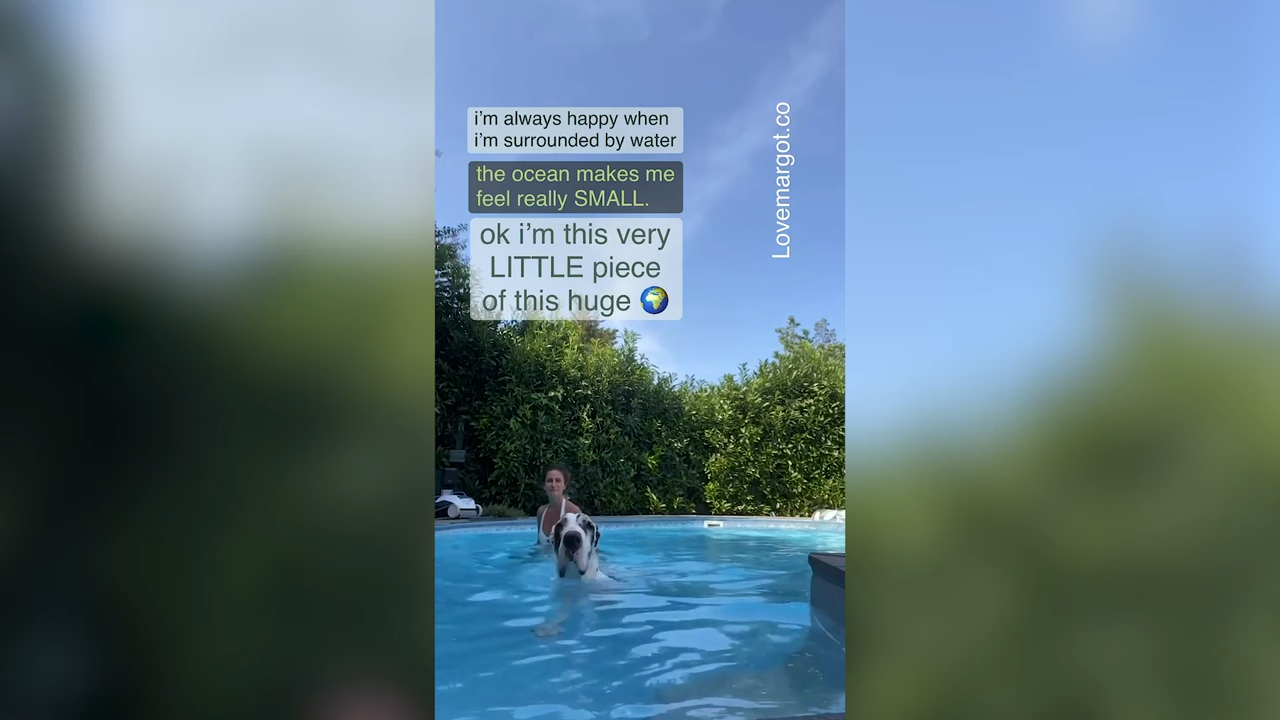 i'm always happy when
i'm surrounded by water
the ocean makes me
feel really SMALL.
ok i'm this very
LITTLE piece
of this huge 🌍
Lovemargot.co